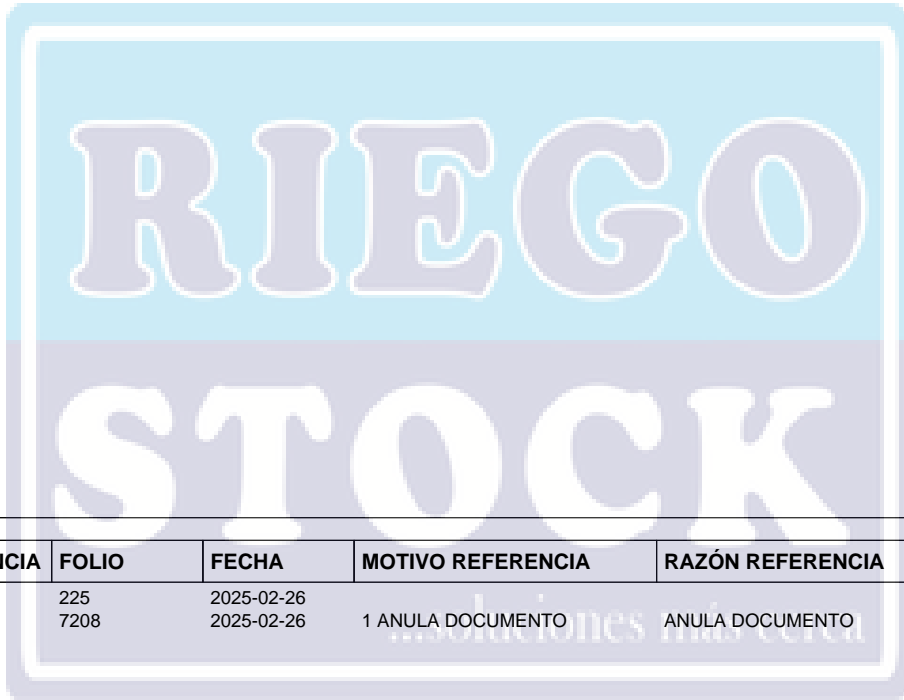 RIEGO
STOCK
...soluciones más cerca
NCIA FOLIO FECHA MOTIVO REFERENCIA RAZÓN REFERENCIA
225 2025-02-26
7208 2025-02-26 1 ANULA DOCUMENTO ANULA DOCUMENTO